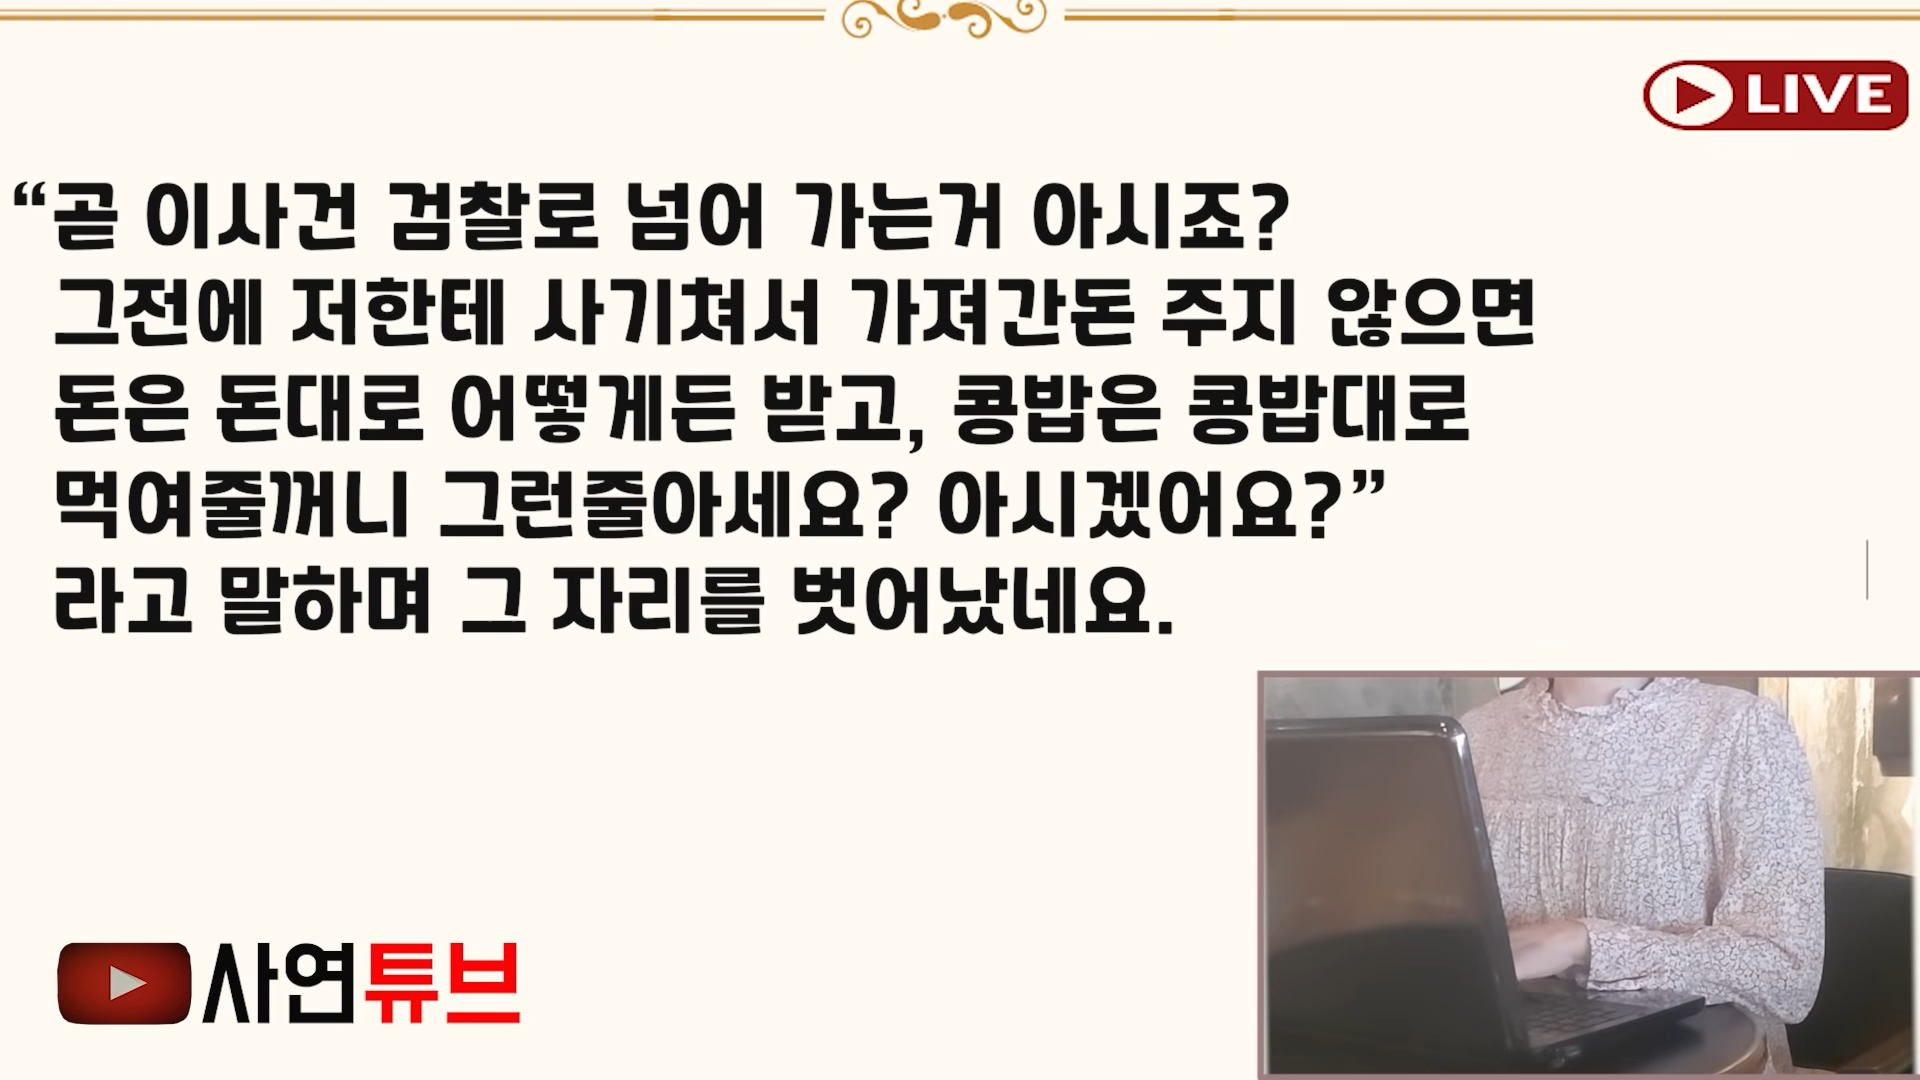 LIVE
“곧 이사건 검찰로 넘어 가는거 아시죠?
그전에 저한테 사기쳐서 가져간돈 주지 않으면
돈은 돈대로 어떻게든 받고, 콩밥은 콩밥대로
먹여줄꺼니 그런줄아세요? 아시겠어요?”
라고 말하며 그 자리를 벗어났네요.
사연튜브